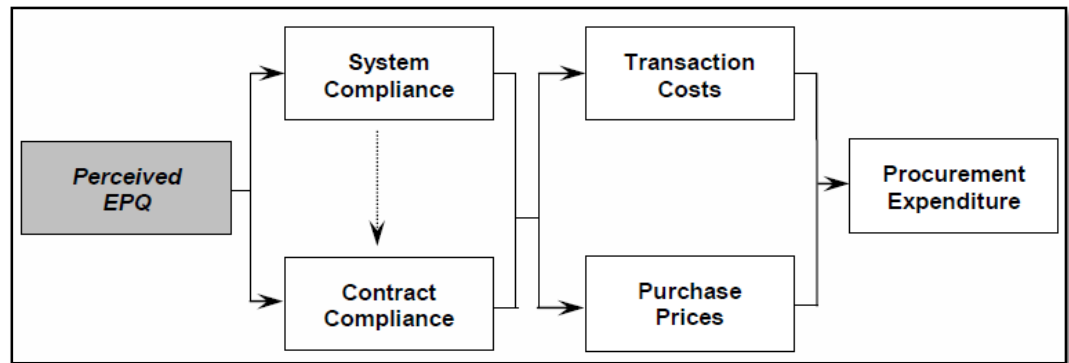 System
Compliance
Transaction
Costs
Perceived
EPQ
Procurement
Expenditure
Contract
Compliance
Purchase
Prices